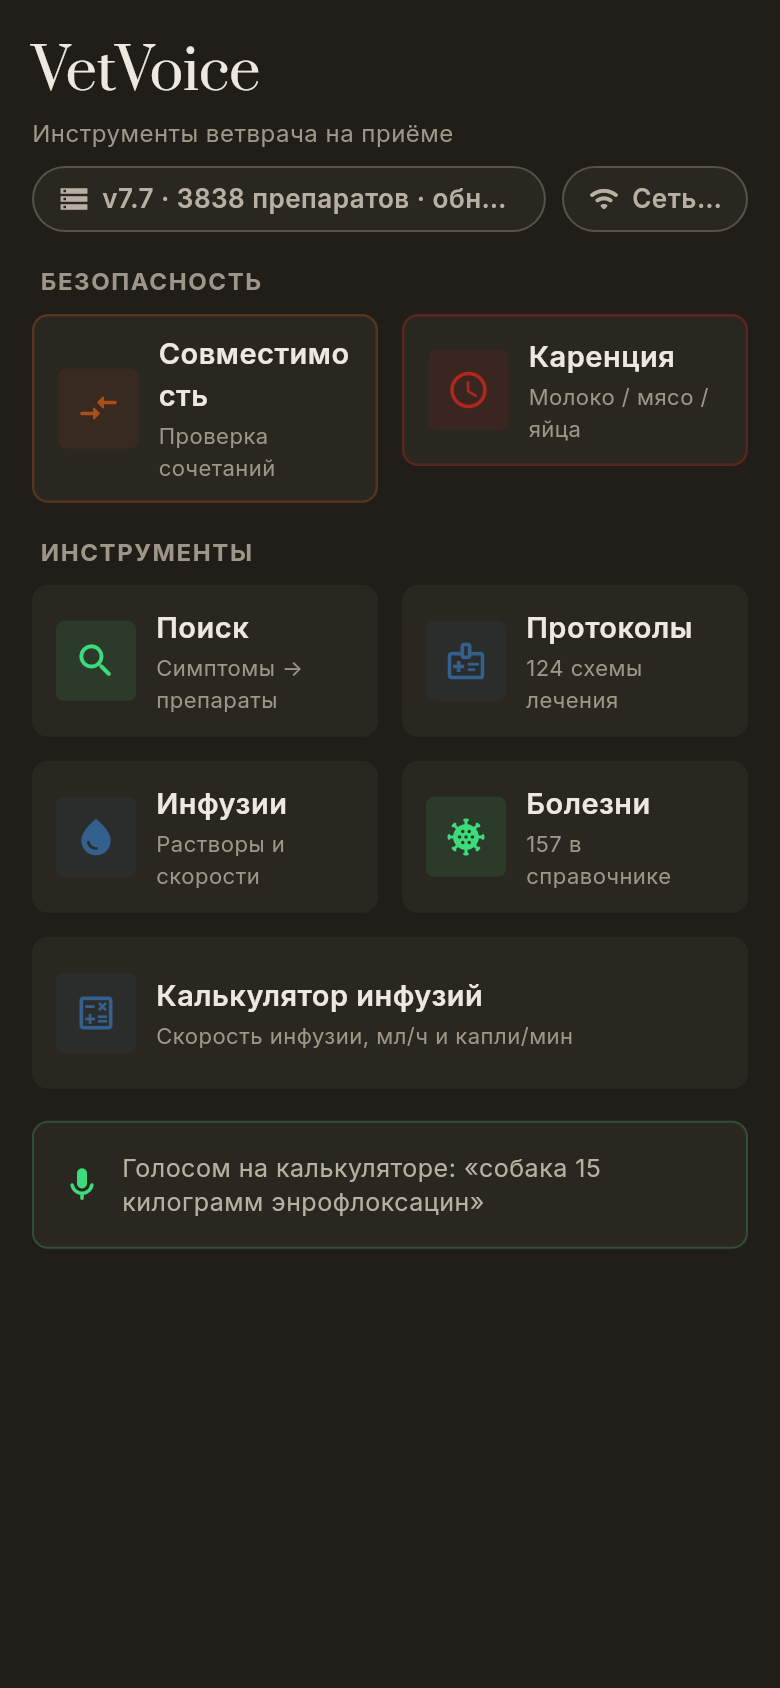 VetVoice
Инструменты ветврача на приёме
v7.7 · 3838 препаратов · обн...
Сеть...
БЕЗОПАСНОСТЬ
Совместимо
сть
Проверка
сочетаний
Каренция
Молоко / мясо /
яйца
ИНСТРУМЕНТЫ
Поиск
Симптомы →
препараты
Протоколы
124 схемы
лечения
Инфузии
Растворы и
скорости
Болезни
157 в
справочнике
Калькулятор инфузий
Скорость инфузии, мл/ч и капли/мин
Голосом на калькуляторе: «собака 15
килограмм энрофлоксацин»